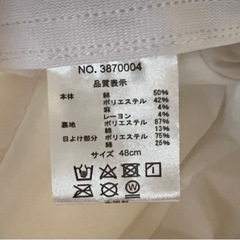 NO. 3870004
品質表示
本体 綿 50%
ポリエステル 42%
麻 4%
レーヨン 4%
裏地 ポリエステル 87%
綿 13%
日よけ部分 ポリエステル 75%
綿 25%
サイズ 48cm